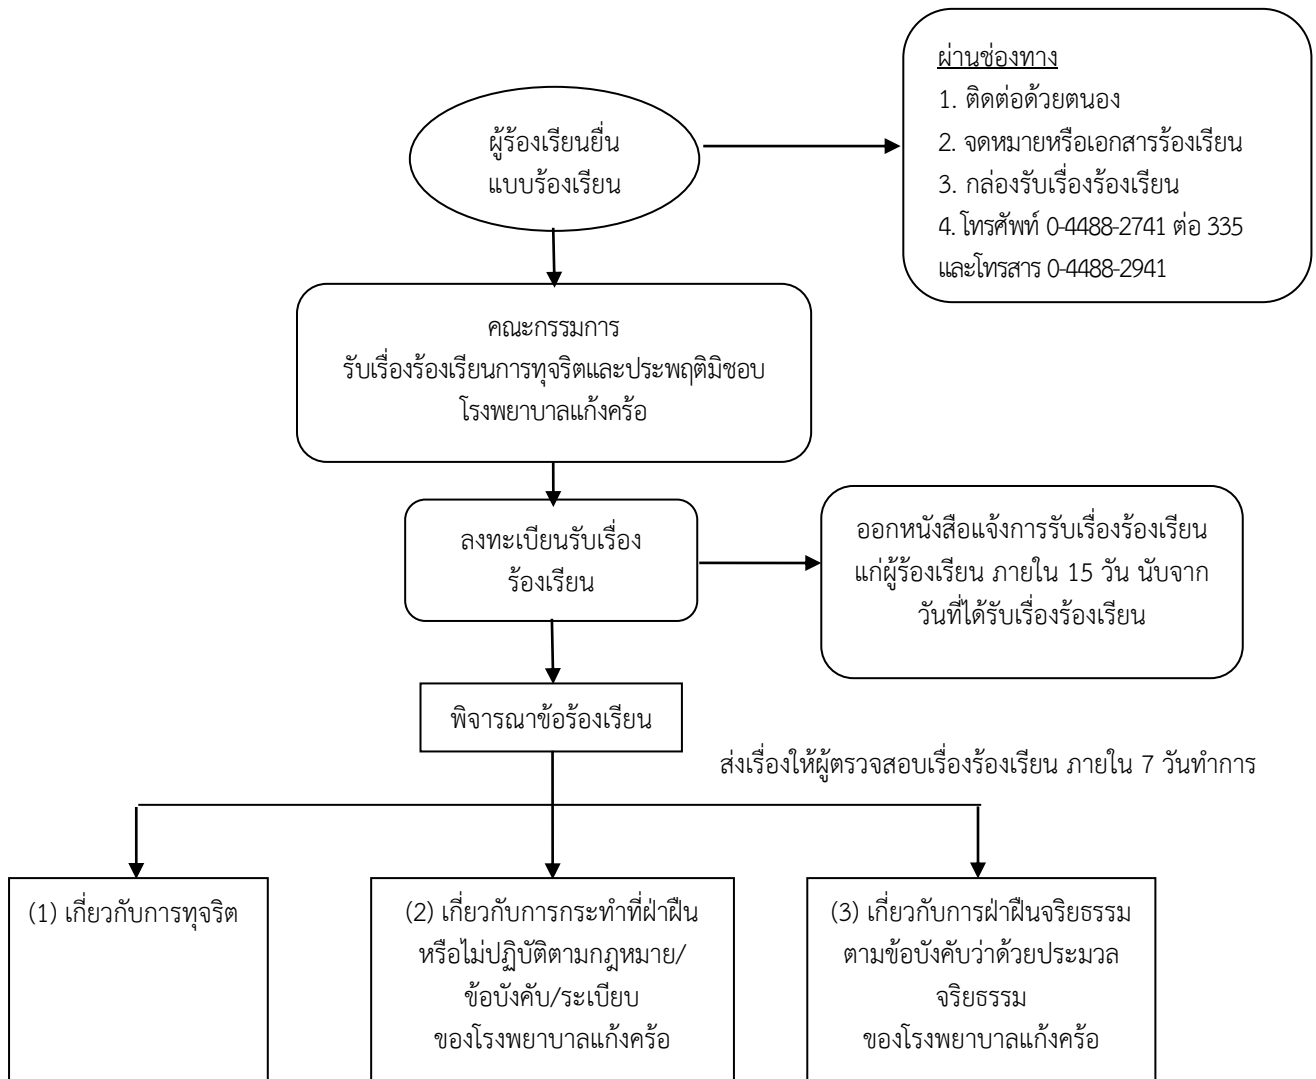 ผู้ร้องเรียนยื่น
แบบร้องเรียน
ผ่านช่องทาง
1. ติดต่อด้วยตนอง
2. จดหมายหรือเอกสารร้องเรียน
3. กล่องรับเรื่องร้องเรียน
4. โทรศัพท์ 0-4488-2741 ต่อ 335
และโทรสาร 0-4488-2941
คณะกรรมการ
รับเรื่องร้องเรียนการทุจริตและประพฤติมิชอบ
โรงพยาบาลแก้งคร้อ
ลงทะเบียนรับเรื่อง
ร้องเรียน
ออกหนังสือแจ้งการรับเรื่องร้องเรียน
แก่ผู้ร้องเรียน ภายใน 15 วัน นับจาก
วันที่ได้รับเรื่องร้องเรียน
พิจารณาข้อร้องเรียน
ส่งเรื่องให้ผู้ตรวจสอบเรื่องร้องเรียน ภายใน 7 วันทำการ
(1) เกี่ยวกับการทุจริต
(2) เกี่ยวกับการกระทำที่ฝ่าฝืน
หรือไม่ปฏิบัติตามกฎหมาย/
ข้อบังคับ/ระเบียบ
ของโรงพยาบาลแก้งคร้อ
(3) เกี่ยวกับการฝ่าฝืนจริยธรรม
ตามข้อบังคับว่าด้วยประมวล
จริยธรรม
ของโรงพยาบาลแก้งคร้อ